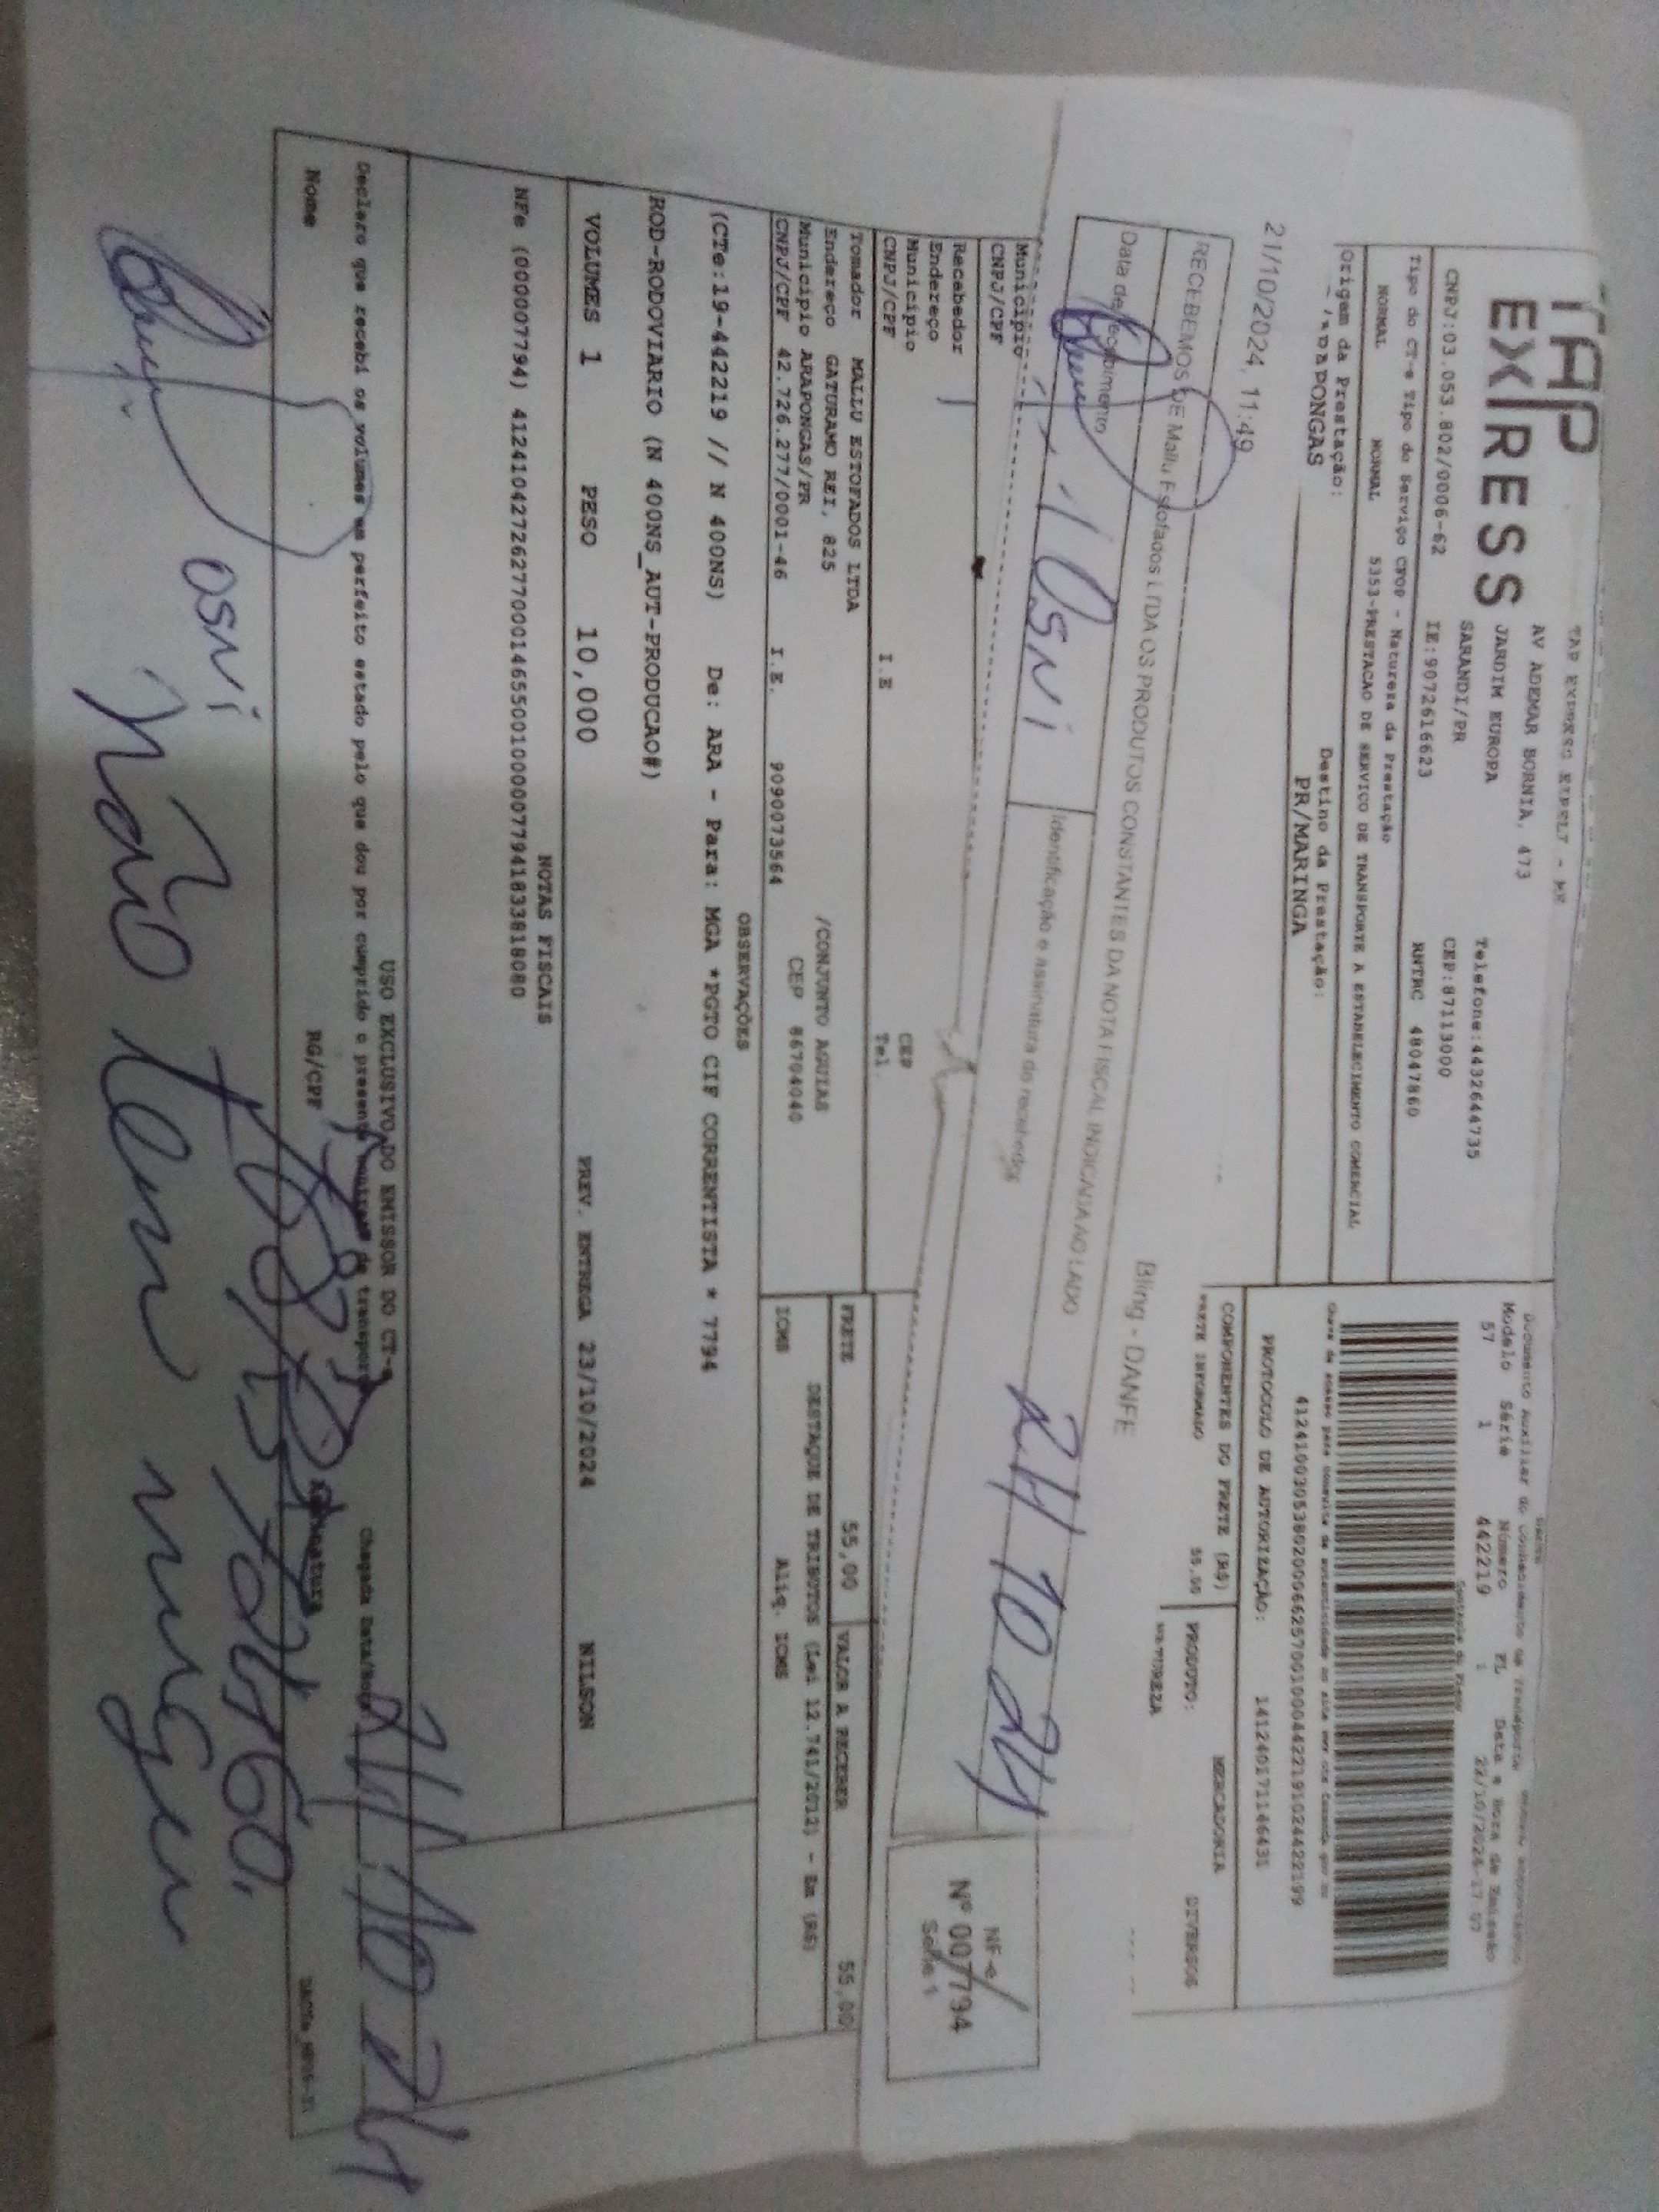 TAP
EXPRESS
AV ADEMAR BORNIA, 473
JARDIM EUROPA
SARANDI/PR
Telefone:4432644735
CEP:87113000
CNPJ:03.053.802/0006-62 IE:9072616623 RNTRC 48047860
Tipo do CT-e Tipo do Serviço CFOP - Natureza da Prestação
NORMAL NORMAL 5353-PRESTACAO DE SERVICO DE TRANSPORTE A ESTABELECIMENTO COMERCIAL
Origem da Prestação: Destino da Prestação:
PR/MARINGA
Modelo Série Número FL Data e Hora de Emissão
57 1 442219 1
PROTOCOLO DE AUTORIZAÇÃO: 141240171146431
COMPONENTES DO FRETE (R$) PRODUTO: MERCADORIA DIVERSOS
FRETE INFORMADO 55,00 NATUREZA
21/10/2024, 11:49 Bling - DANFE
RECEBEMOS DE Mallu Estofados LTDA OS PRODUTOS CONSTANTES DA NOTA FISCAL INDICADA AO LADO
Data de recebimento Identificação e assinatura do recebedor
Osni 24 10 24
NF-e
Nº 007794
Série 1
Município
CNPJ/CPF
Recebedor
Endereço
Município CEP
CNPJ/CPF I.E Tel.
Tomador MALLU ESTOFADOS LTDA
Endereço GATURAMO REI, 825 /CONJUNTO AGUIAS
Município ARAPONGAS/PR CEP 86704040
CNPJ/CPF 42.726.277/0001-46 I.E. 9090073564
FRETE 55,00 VALOR A RECEBER 55,00
DESTAQUE DE TRIBUTOS (Lei 12.741/2012) - Em (R$)
ICMS Aliq. ICMS
OBSERVAÇÕES
(CTe:19-442219 // N 400NS) De: ARA - Para: MGA *PGTO CIF CORRENTISTA * 7794
ROD-RODOVIARIO (N 400NS_AUT-PRODUCAO#)
VOLUMES 1 PESO 10,000 PREV. ENTREGA 23/10/2024 NILSON
NOTAS FISCAIS
NFe (000007794) 41241042726277000146550010000077941833818080
USO EXCLUSIVO DO EMISSOR DO CT-e
Declaro que recebi os volumes em perfeito estado pelo que dou por cumprido o presente contrato de transporte Chegada Data/Hora
24 10 24
Nome RG/CPF Assinatura
osni
Não